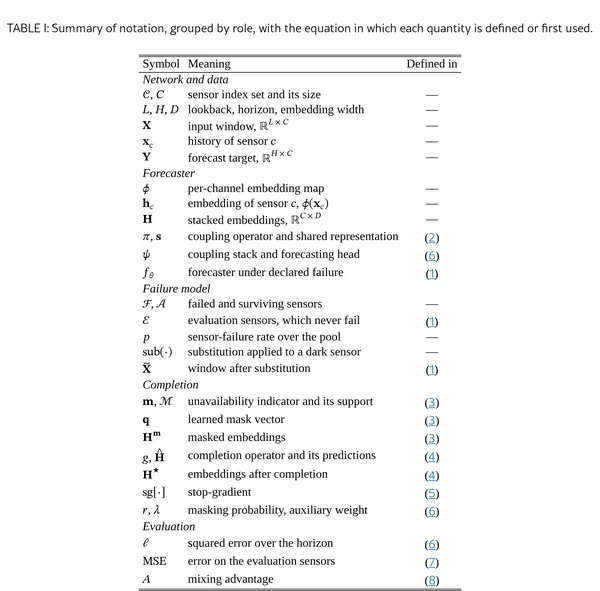 TABLE I: Summary of notation, grouped by role, with the equation in which each quantity is defined or first used.
Symbol Meaning Defined in
Network and data
𝒞, C sensor index set and its size —
L, H, D lookback, horizon, embedding width —
𝐗 input window, ℝ^{L×C} —
𝐱_c history of sensor c —
𝐘 forecast target, ℝ^{H×C} —
Forecaster
ϕ per-channel embedding map —
𝐡_c embedding of sensor c, ϕ(𝐱_c) —
𝐇 stacked embeddings, ℝ^{C×D} —
π, 𝐬 coupling operator and shared representation (2)
ψ coupling stack and forecasting head (6)
f_θ forecaster under declared failure (1)
Failure model
ℱ, 𝒜 failed and surviving sensors —
ℰ evaluation sensors, which never fail (1)
p sensor-failure rate over the pool —
sub(·) substitution applied to a dark sensor —
𝐗̃ window after substitution (1)
Completion
𝐦, ℳ unavailability indicator and its support (3)
𝐪 learned mask vector (3)
𝐇^𝐦 masked embeddings (3)
g, 𝐇̂ completion operator and its predictions (4)
𝐇^⋆ embeddings after completion (4)
sg[·] stop-gradient (5)
r, λ masking probability, auxiliary weight (6)
Evaluation
ℓ squared error over the horizon (6)
MSE error on the evaluation sensors (7)
A mixing advantage (8)